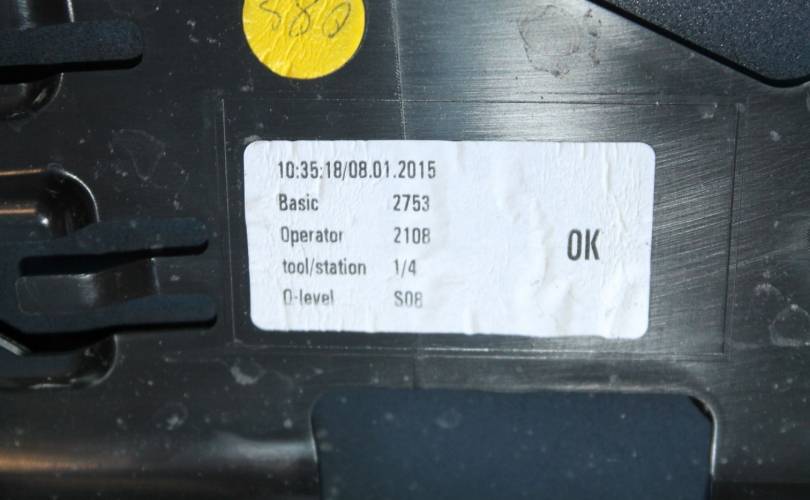 10:35:18/08.01.2015
Basic 2753
Operator 2108
tool/station 1/4
Q-level S08
OK